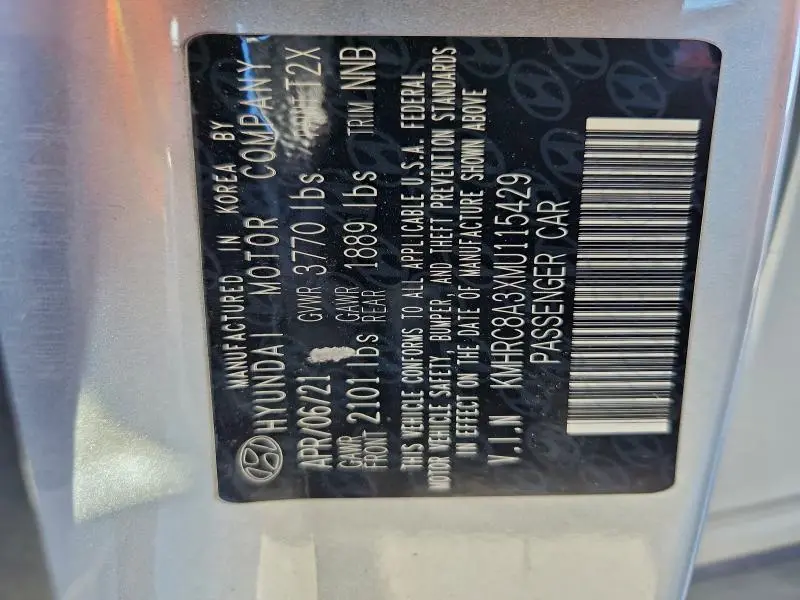 MANUFACTURED IN KOREA BY
HYUNDAI MOTOR COMPANY
APR/06/21 GVWR 3770 lbs. PAINT T2X
GAWR FRONT 2101 lbs GAWR REAR 1889 lbs TRIM NNB
THIS VEHICLE CONFORMS TO ALL APPLICABLE U.S.A. FEDERAL
MOTOR VEHICLE SAFETY, BUMPER, AND THEFT PREVENTION STANDARDS
IN EFFECT ON THE DATE OF MANUFACTURE SHOWN ABOVE
V.I.N KMHRC8A3XMU115429
PASSENGER CAR